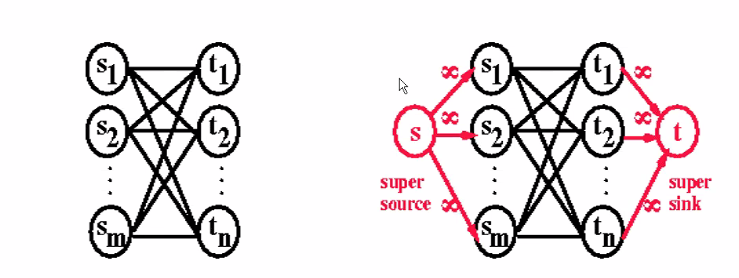 s1 t1 ∞ s1 t1 ∞
s2 t2 s ∞ s2 t2 ∞ t
super source ∞ super sink ∞
sm tn sm tn